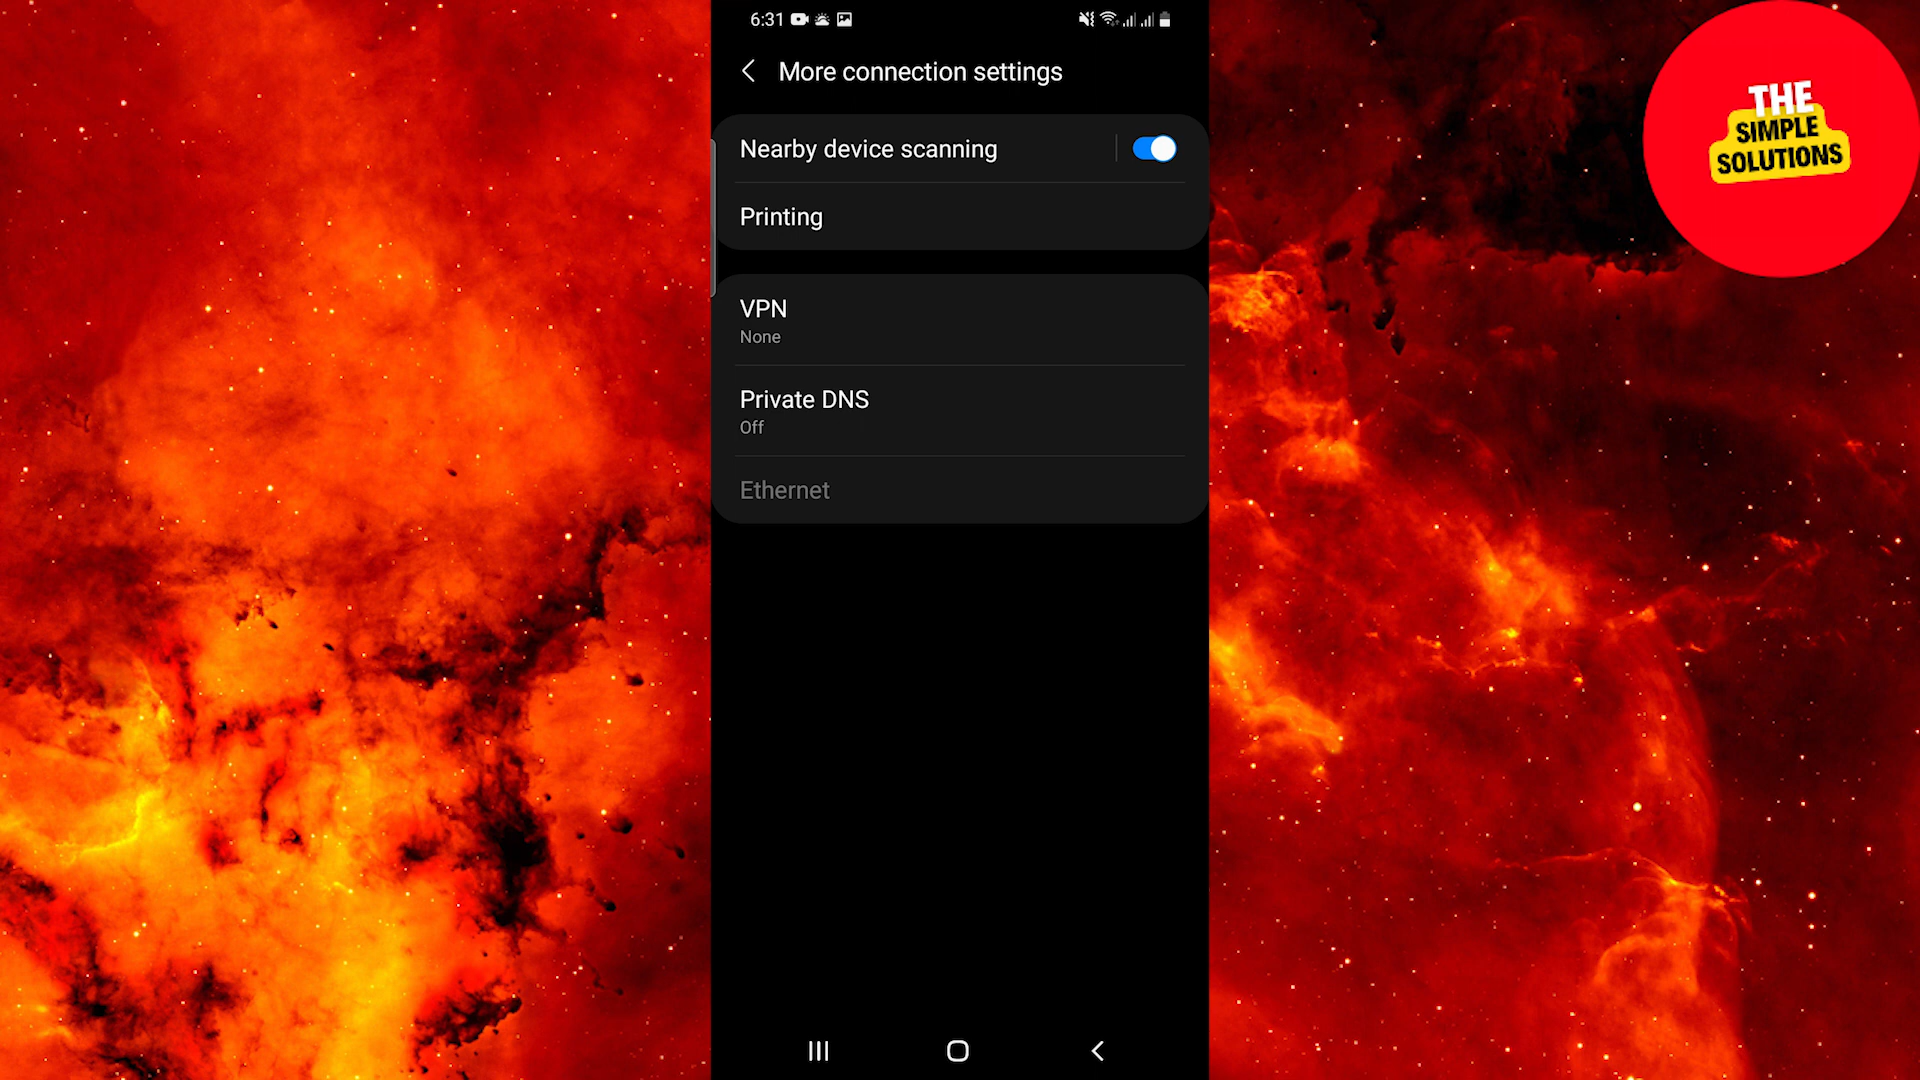 6:31
More connection settings
Nearby device scanning
Printing
VPN
None
Private DNS
Off
Ethernet
THE
SIMPLE
SOLUTIONS